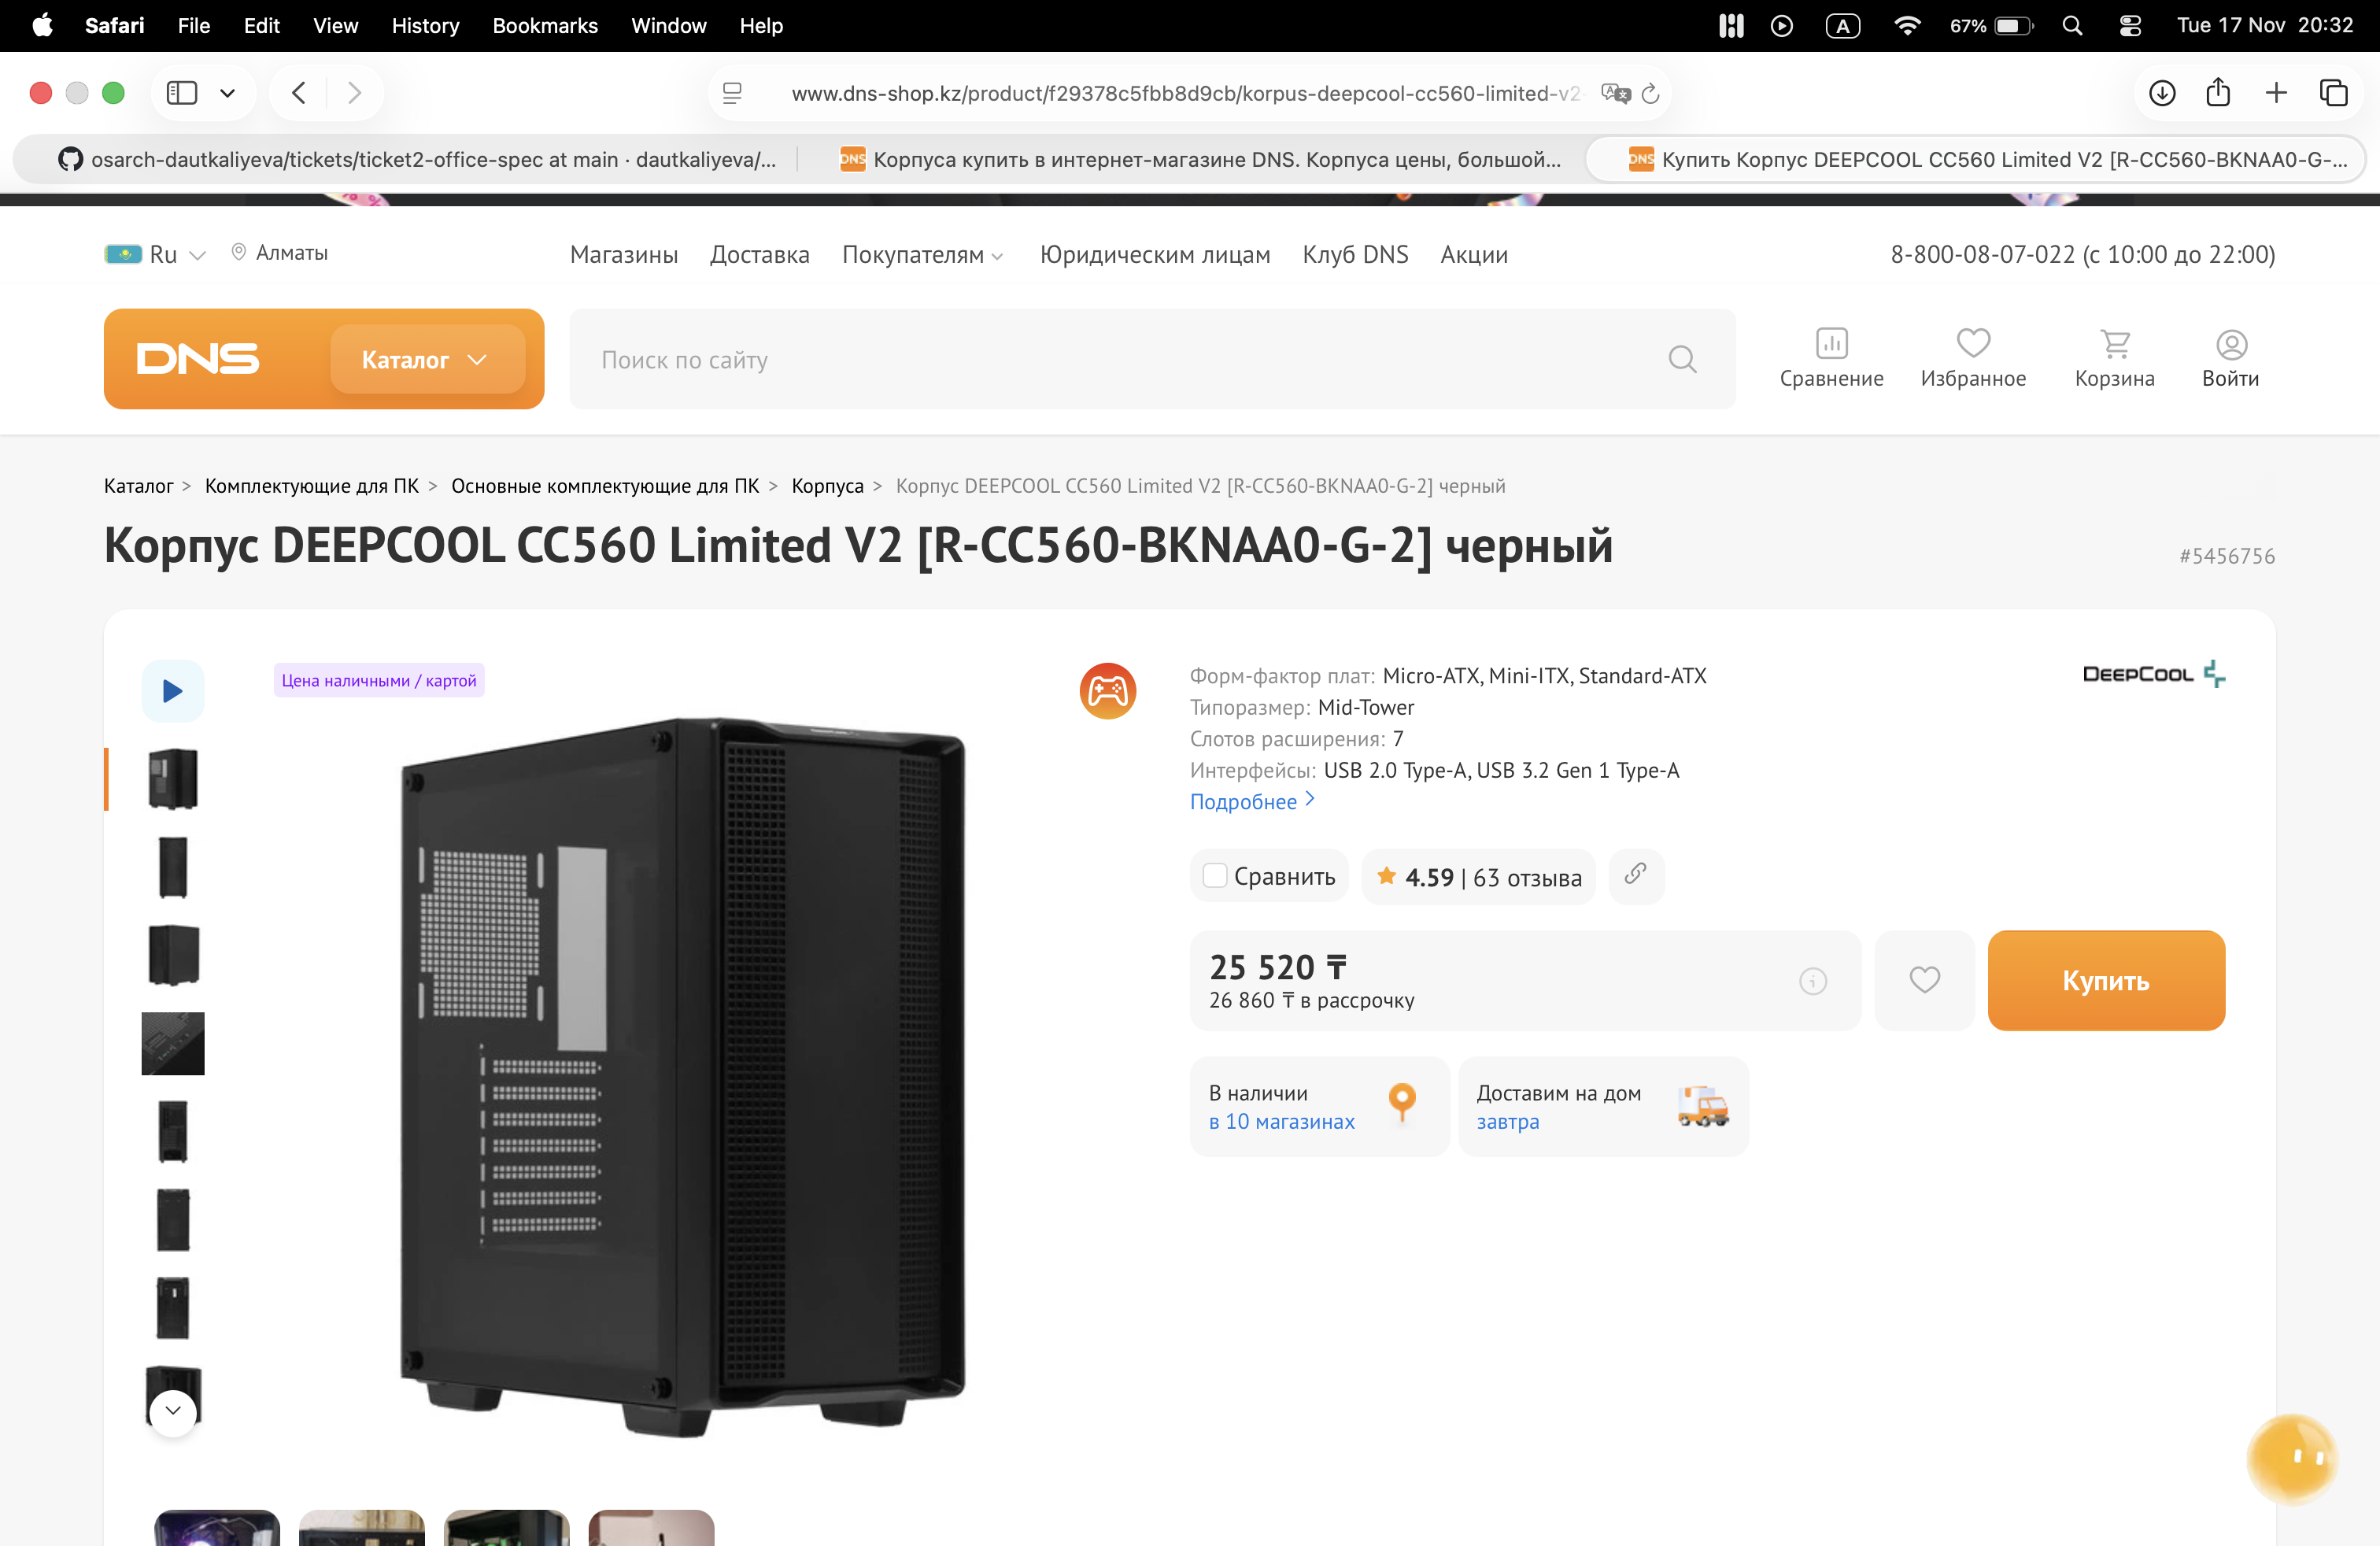 Safari File Edit View History Bookmarks Window Help A 67% Tue 17 Nov 20:32
www.dns-shop.kz/product/f29378c5fbb8d9cb/korpus-deepcool-cc560-limited-v2-
osarch-dautkaliyeva/tickets/ticket2-office-spec at main · dautkaliyeva/... DNS Корпуса купить в интернет-магазине DNS. Корпуса цены, большой... DNS Купить Корпус DEEPCOOL CC560 Limited V2 [R-CC560-BKNAA0-G-...
Ru Алматы Магазины Доставка Покупателям Юридическим лицам Клуб DNS Акции 8-800-08-07-022 (с 10:00 до 22:00)
DNS Каталог Поиск по сайту Сравнение Избранное Корзина Войти
Каталог > Комплектующие для ПК > Основные комплектующие для ПК > Корпуса > Корпус DEEPCOOL CC560 Limited V2 [R-CC560-BKNAA0-G-2] черный
Корпус DEEPCOOL CC560 Limited V2 [R-CC560-BKNAA0-G-2] черный #5456756
Цена наличными / картой
Форм-фактор плат: Micro-ATX, Mini-ITX, Standard-ATX
DEEPCOOL
Типоразмер: Mid-Tower
Слотов расширения: 7
Интерфейсы: USB 2.0 Type-A, USB 3.2 Gen 1 Type-A
Подробнее >
Сравнить 4.59 | 63 отзыва
25 520 ₸
26 860 ₸ в рассрочку
Купить
В наличии
в 10 магазинах
Доставим на дом
завтра